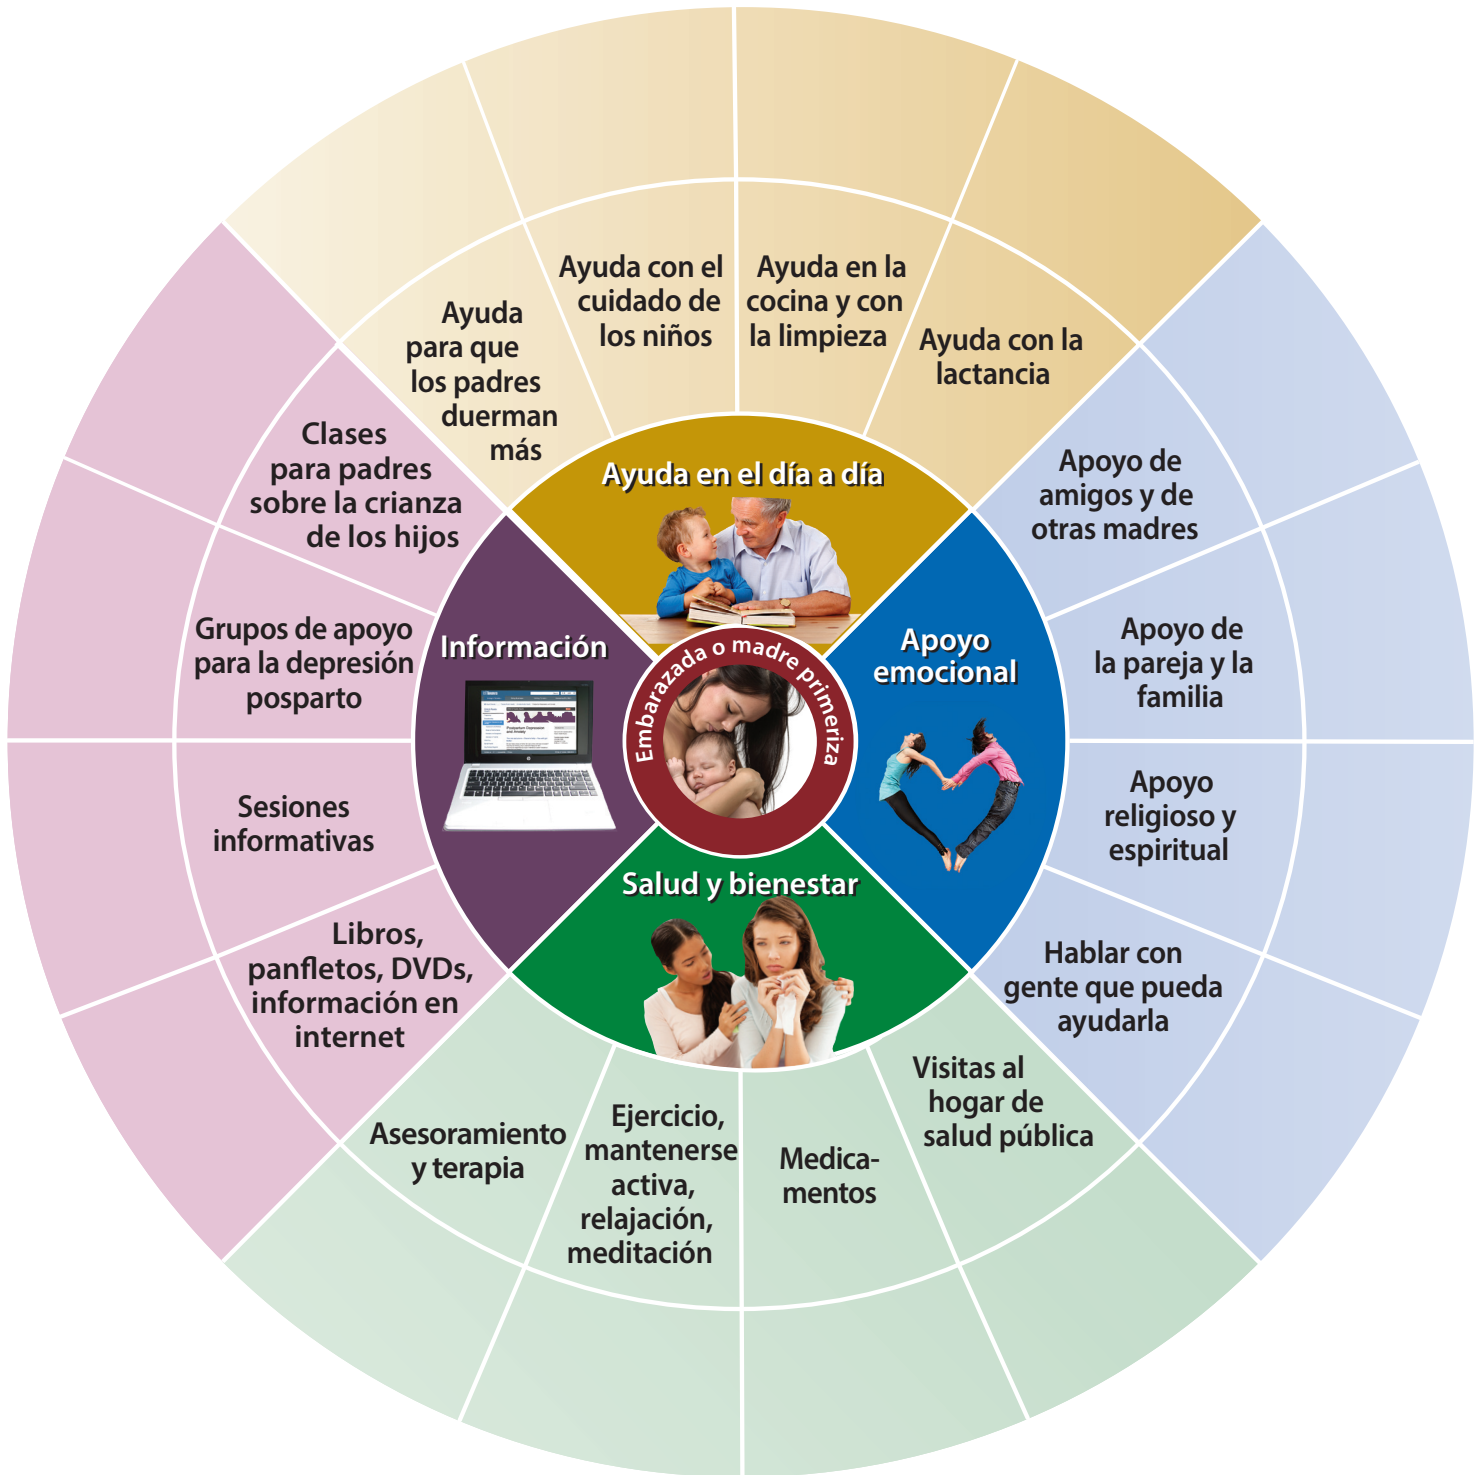 Ayuda
para que
los padres
duerman
más
Ayuda con el
cuidado de
los niños
Ayuda en la
cocina y con
la limpieza
Ayuda con la
lactancia
Ayuda en el día a día
Apoyo de
amigos y de
otras madres
Apoyo de
la pareja y la
familia
Apoyo
religioso y
espiritual
Hablar con
gente que pueda
ayudarla
Apoyo
emocional
Visitas al
hogar de
salud pública
Medica-
mentos
Ejercicio,
mantenerse
activa,
relajación,
meditación
Asesoramiento
y terapia
Salud y bienestar
Libros,
panfletos, DVDs,
información en
internet
Sesiones
informativas
Grupos de apoyo
para la depresión
posparto
Clases
para padres
sobre la crianza
de los hijos
Información
Postpartum Depression
and Anxiety
Embarazada o madre primeriza